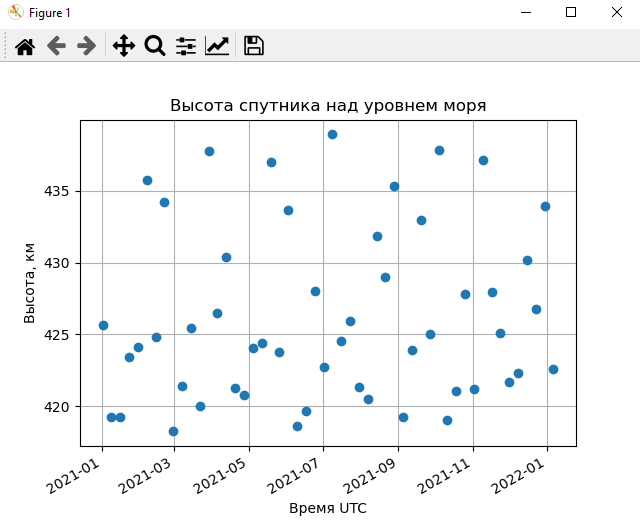 Figure 1
Высота спутника над уровнем моря
Высота, км
435
430
425
420
2021-01
2021-03
2021-05
2021-07
2021-09
2021-11
2022-01
Время UTC